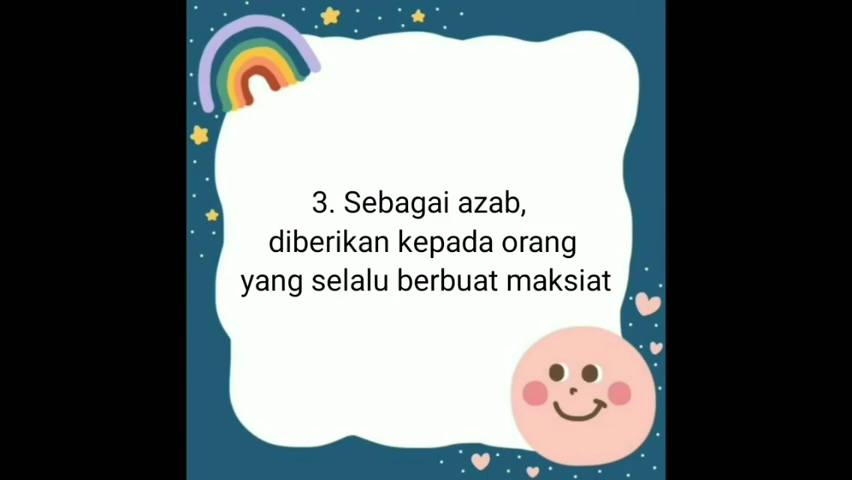 3. Sebagai azab,
diberikan kepada orang
yang selalu berbuat maksiat